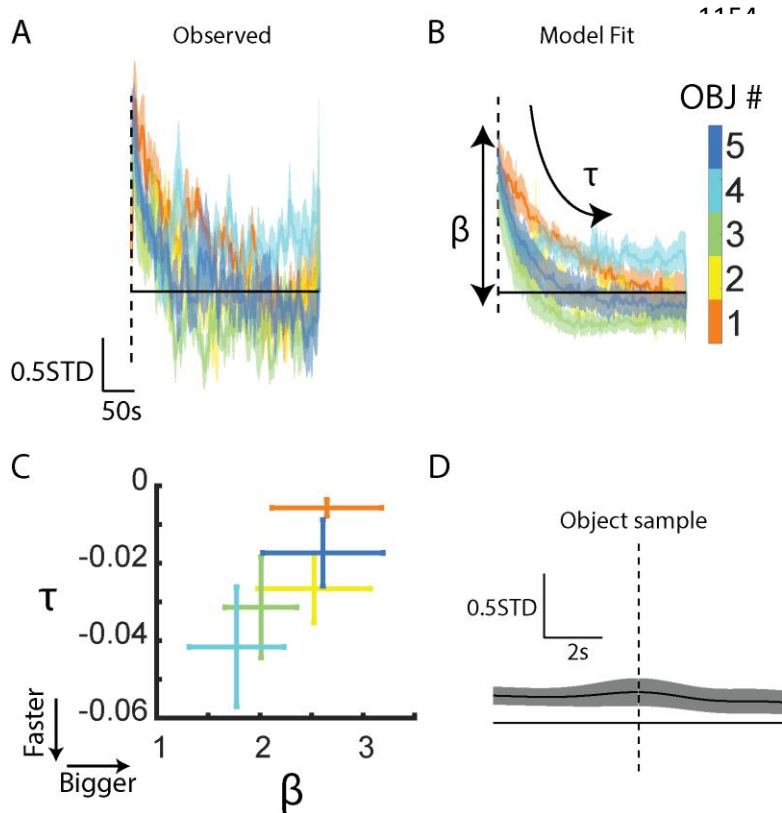 A
Observed
0.5STD
50s
B
Model Fit
β
τ
OBJ #
5
4
3
2
1
C
0
-0.02
-0.04
-0.06
τ
Faster
Bigger
1
2
3
β
D
Object sample
0.5STD
2s